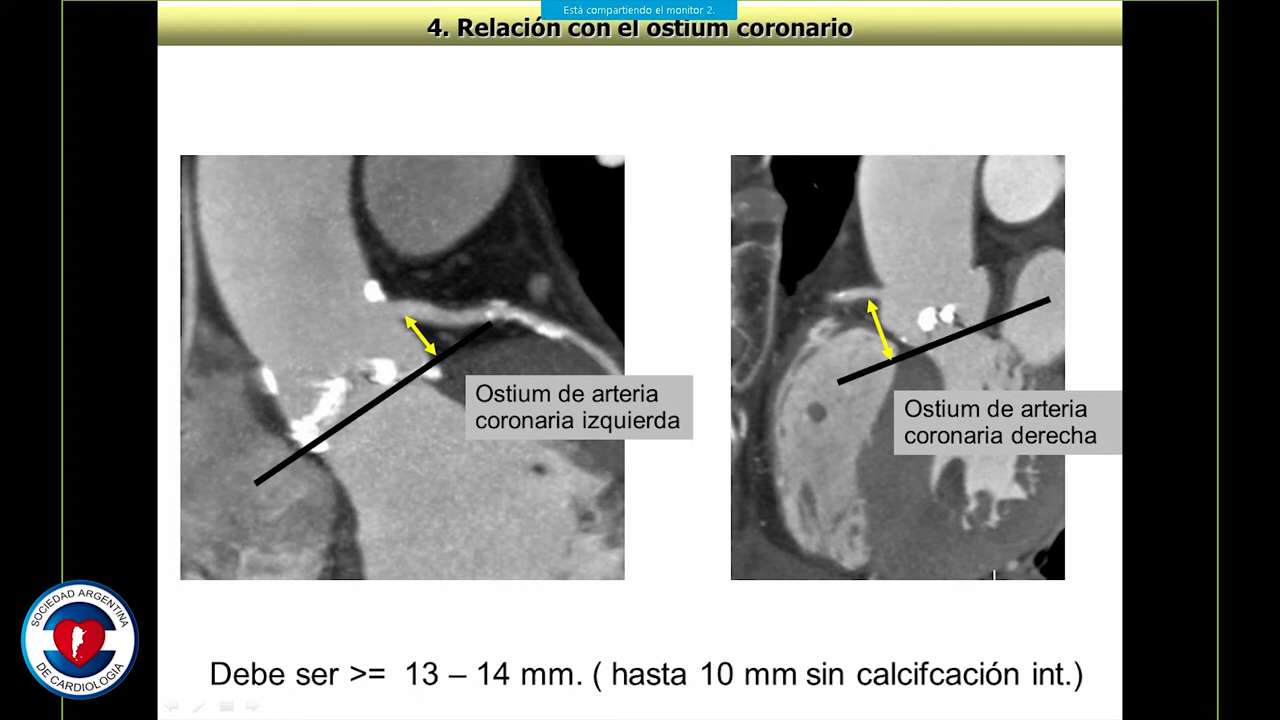 Está compartiendo el monitor 2.
4. Relación con el ostium coronario
Ostium de arteria
coronaria izquierda
Ostium de arteria
coronaria derecha
SOCIEDAD ARGENTINA
DE CARDIOLOGÍA
Debe ser >= 13 – 14 mm. ( hasta 10 mm sin calcifcación int.)